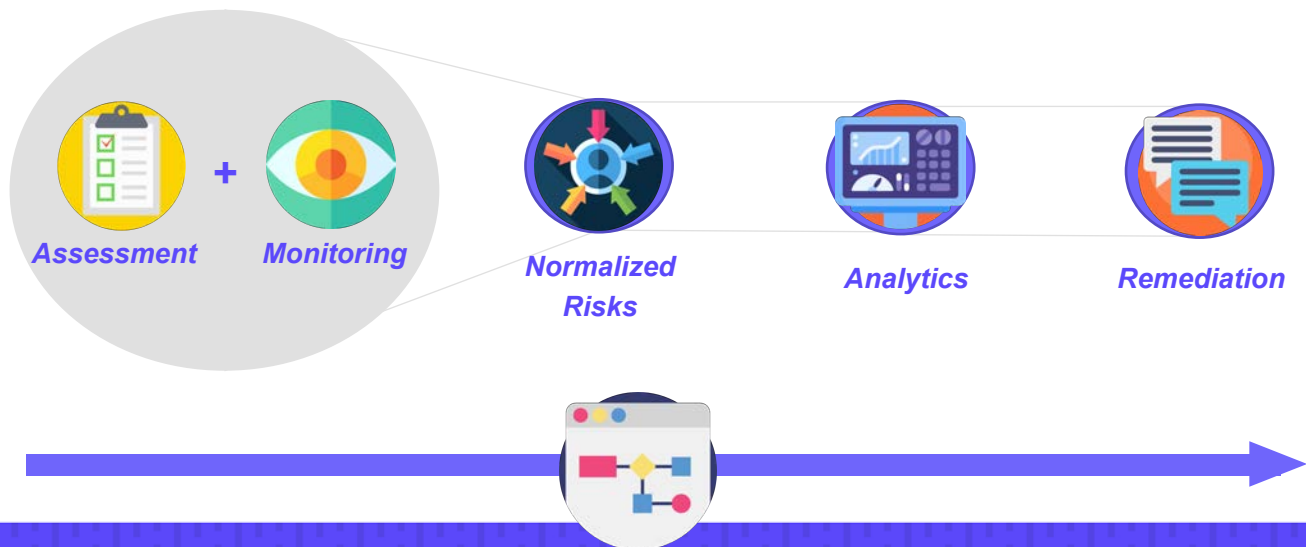 +
Assessment
Monitoring
Normalized
Risks
Analytics
Remediation